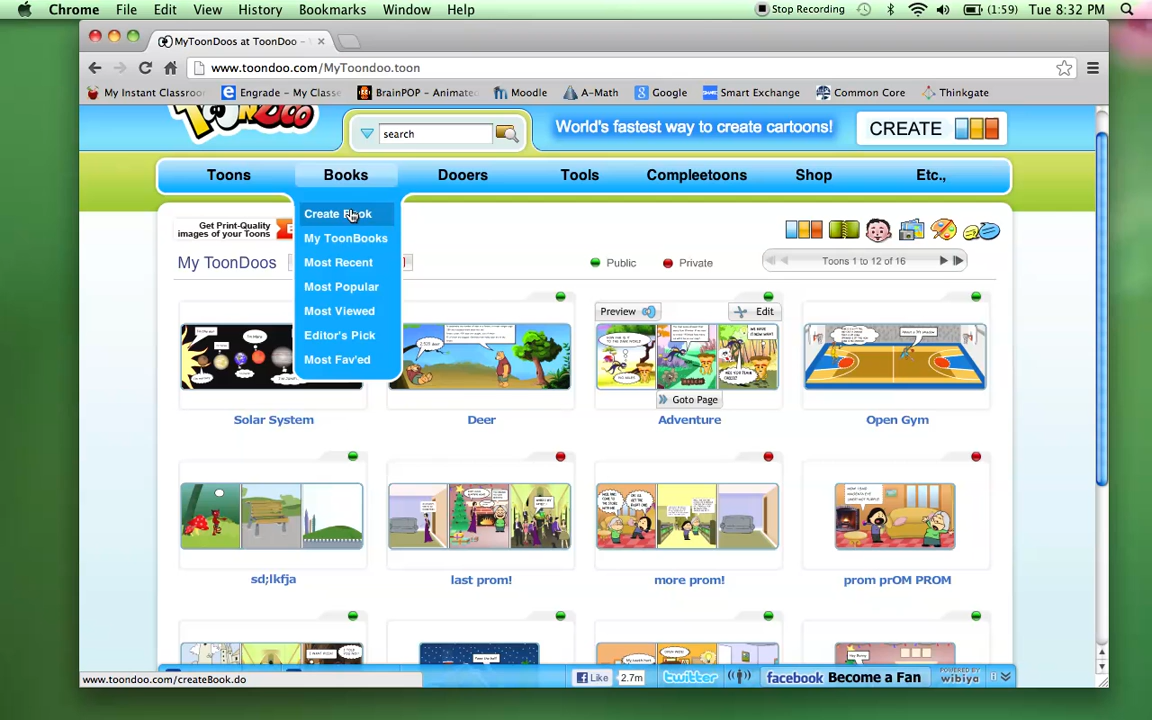 Chrome File Edit View History Bookmarks Window Help Stop Recording (1:59) Tue 8:32 PM
MyToonDoos at ToonDoo -
www.toondoo.com/MyToondoo.toon
My Instant Classroo Engrade - My Classe BrainPOP - Animate Moodle A-Math Google Smart Exchange Common Core Thinkgate
TOONDOO search World's fastest way to create cartoons! CREATE
Toons Books Dooers Tools Compleetoons Shop Etc.,
Get Print-Quality
images of your Toons
Create Book
My ToonBooks
Most Recent
Most Popular
Most Viewed
Editor's Pick
Most Fav'ed
My ToonDoos Public Private Toons 1 to 12 of 16
Preview Edit
Goto Page
Solar System Deer Adventure Open Gym
sd;lkfja last prom! more prom! prom prOM PROM
www.toondoo.com/createBook.do
Like 2.7m twitter facebook Become a Fan POWERED BY
wibiya